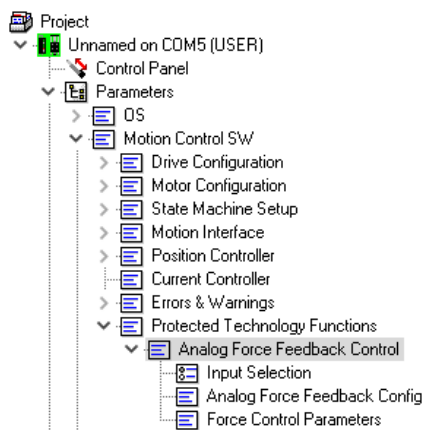 Project
Unnamed on COM5 (USER)
Control Panel
Parameters
OS
Motion Control SW
Drive Configuration
Motor Configuration
State Machine Setup
Motion Interface
Position Controller
Current Controller
Errors & Warnings
Protected Technology Functions
Analog Force Feedback Control
Input Selection
Analog Force Feedback Config
Force Control Parameters